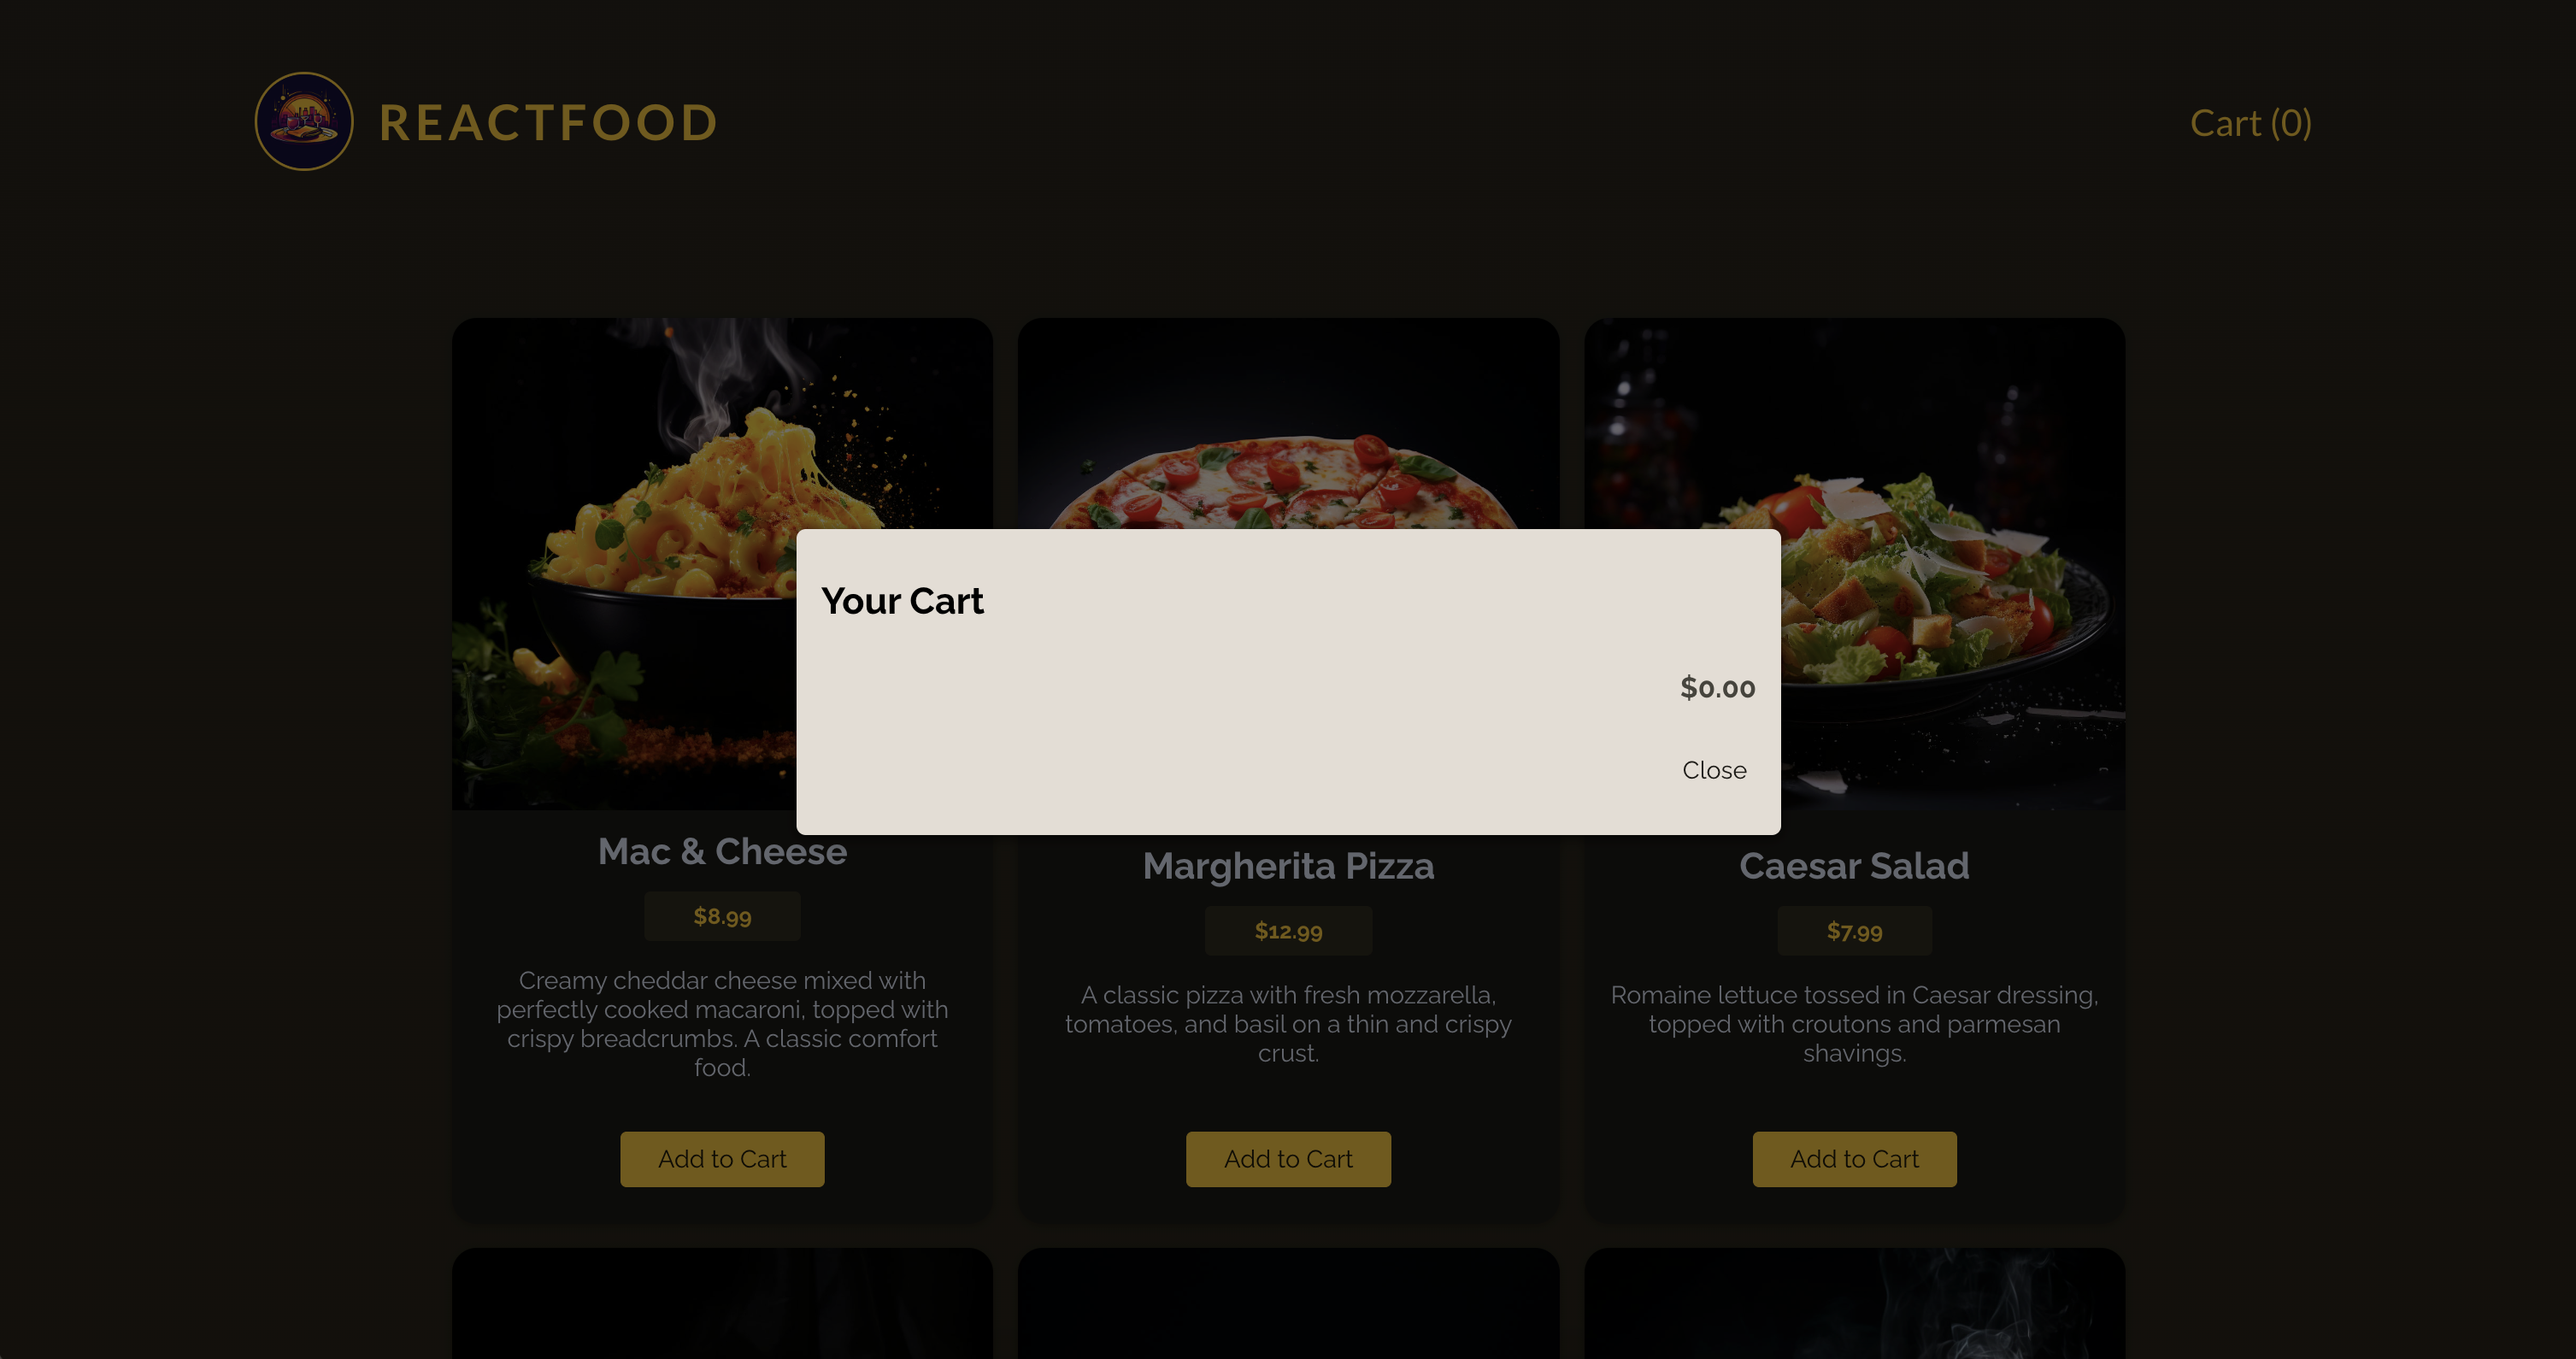 REACTFOOD
Cart (0)
Your Cart
$0.00
Close
Mac & Cheese
$8.99
Creamy cheddar cheese mixed with
perfectly cooked macaroni, topped with
crispy breadcrumbs. A classic comfort
food.
Add to Cart
Margherita Pizza
$12.99
A classic pizza with fresh mozzarella,
tomatoes, and basil on a thin and crispy
crust.
Add to Cart
Caesar Salad
$7.99
Romaine lettuce tossed in Caesar dressing,
topped with croutons and parmesan
shavings.
Add to Cart